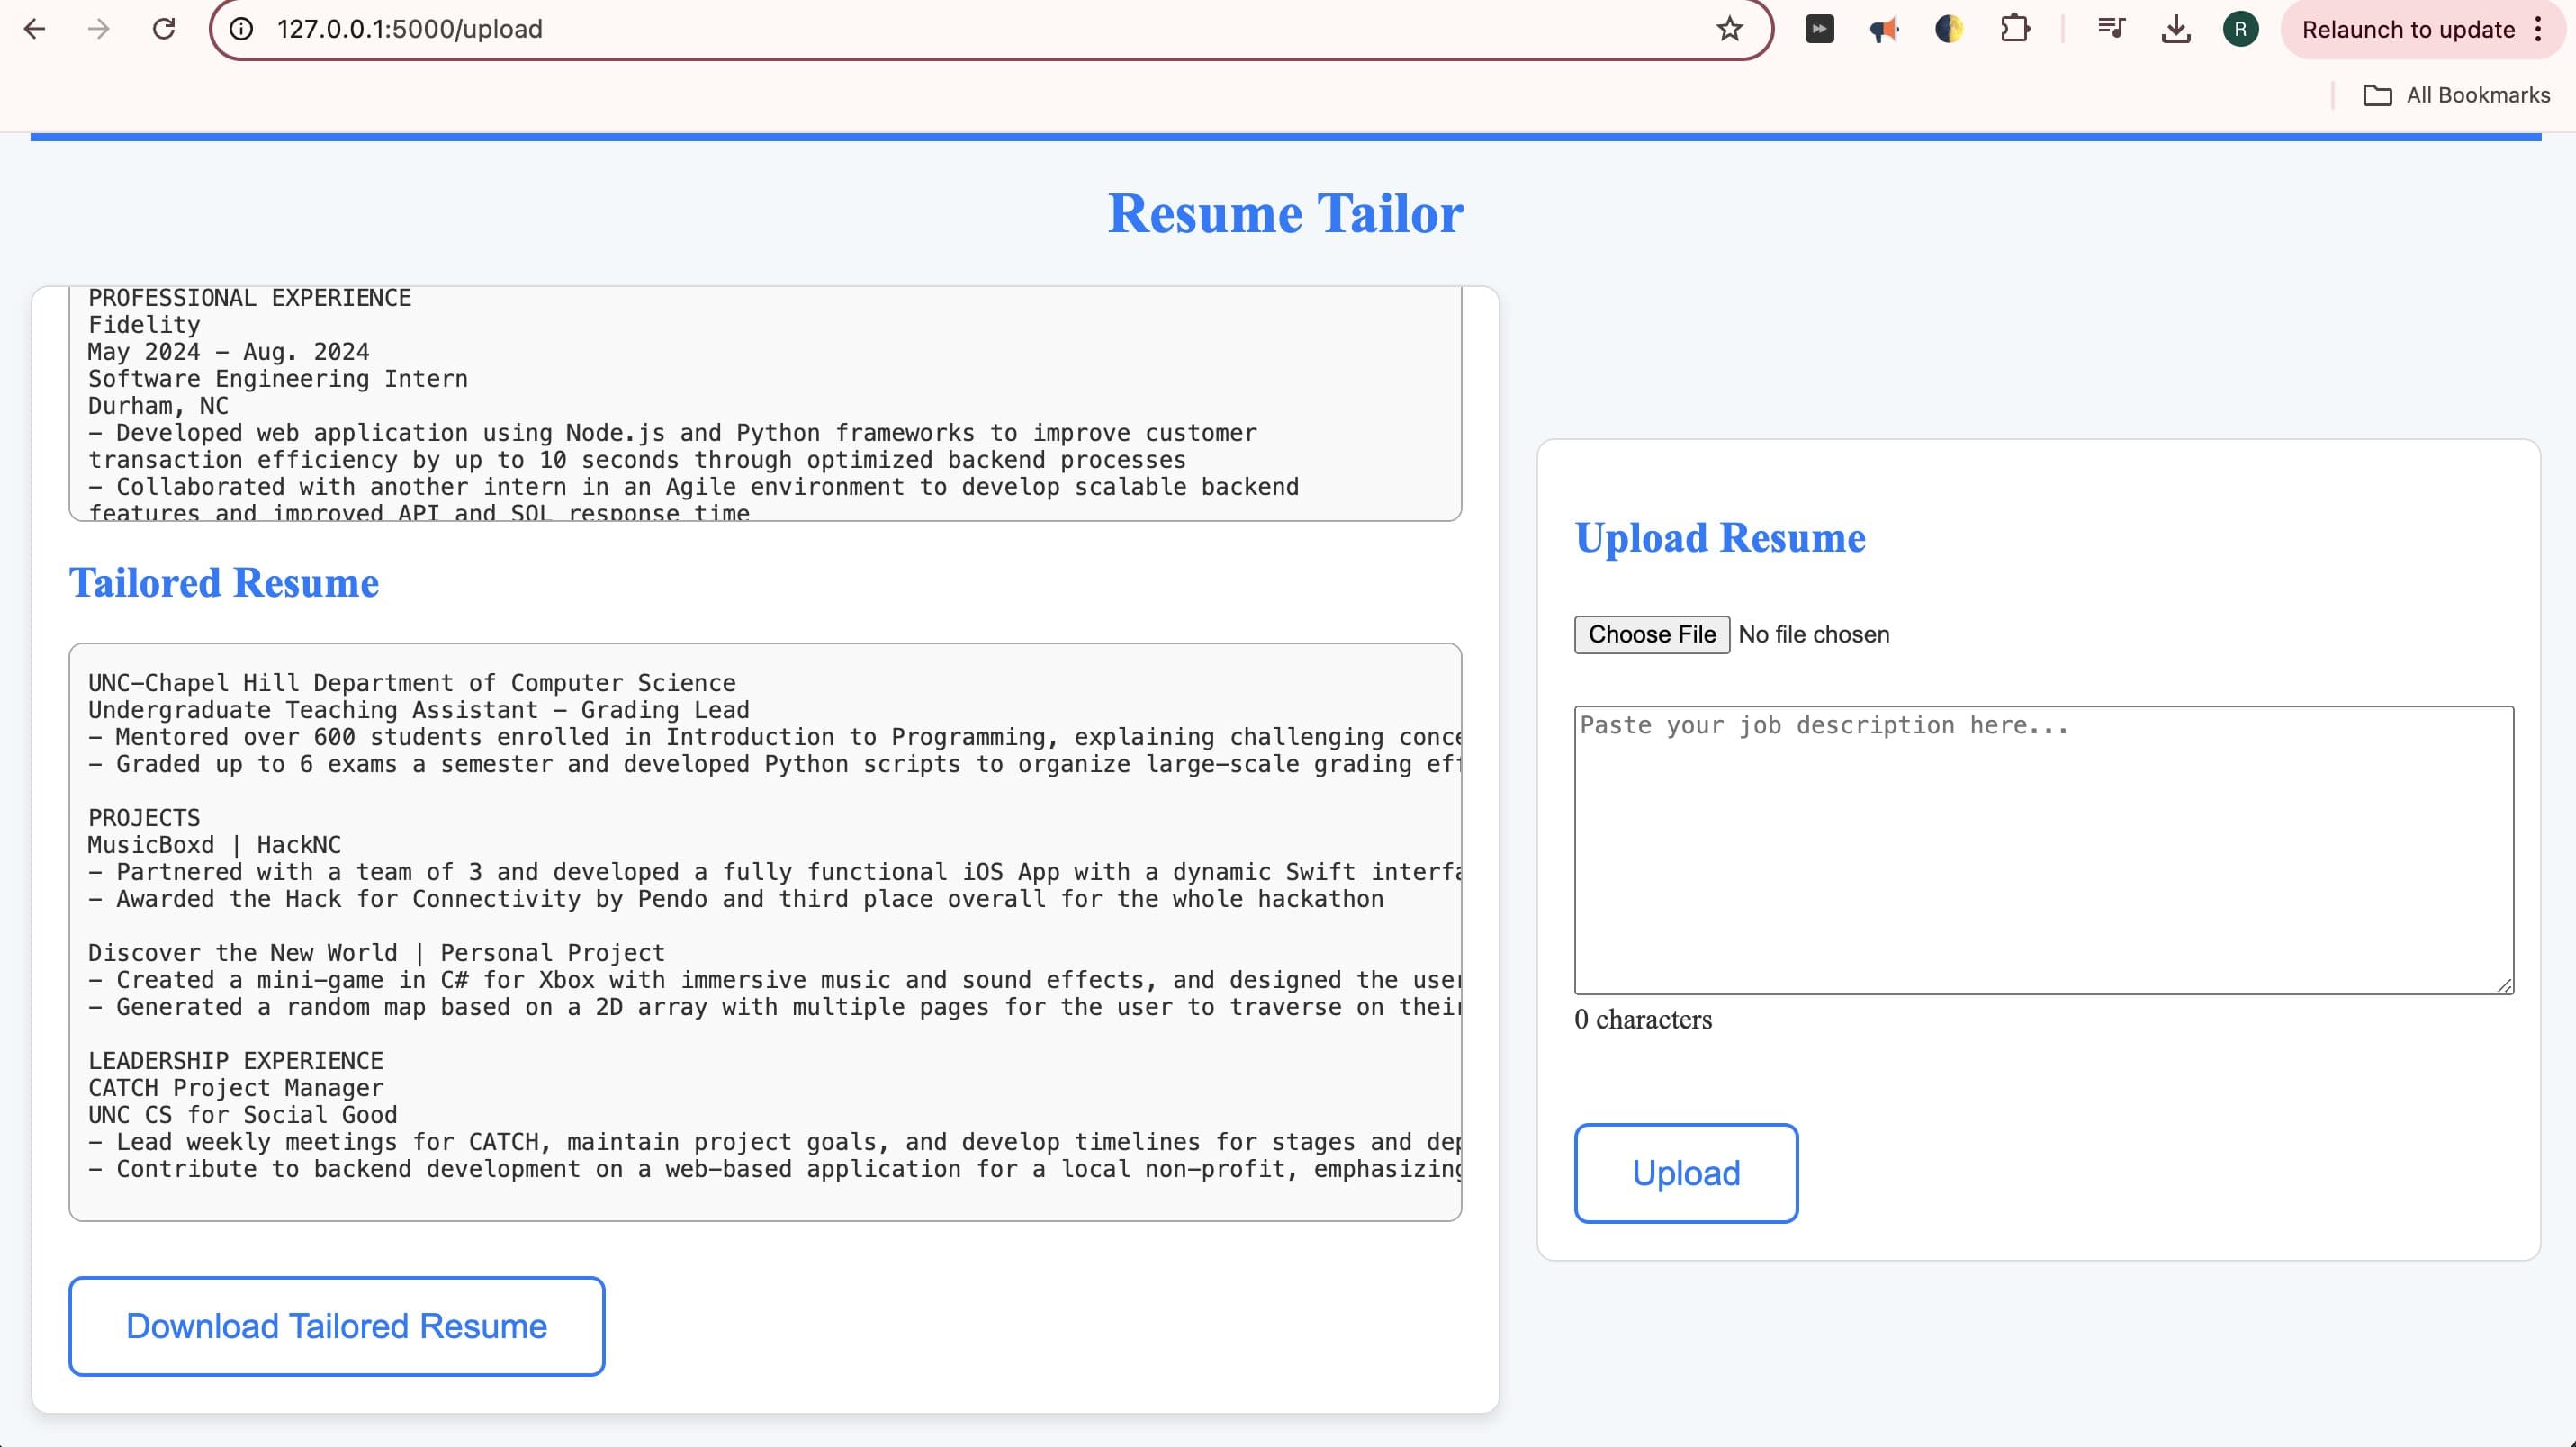 127.0.0.1:5000/upload
R
Relaunch to update
All Bookmarks
Resume Tailor
PROFESSIONAL EXPERIENCE
Fidelity
May 2024 – Aug. 2024
Software Engineering Intern
Durham, NC
– Developed web application using Node.js and Python frameworks to improve customer
transaction efficiency by up to 10 seconds through optimized backend processes
– Collaborated with another intern in an Agile environment to develop scalable backend
features and improved API and SQL response time
Tailored Resume
UNC-Chapel Hill Department of Computer Science
Undergraduate Teaching Assistant – Grading Lead
– Mentored over 600 students enrolled in Introduction to Programming, explaining challenging conce
– Graded up to 6 exams a semester and developed Python scripts to organize large-scale grading eff
PROJECTS
MusicBoxd | HackNC
– Partnered with a team of 3 and developed a fully functional iOS App with a dynamic Swift interfa
– Awarded the Hack for Connectivity by Pendo and third place overall for the whole hackathon
Discover the New World | Personal Project
– Created a mini-game in C# for Xbox with immersive music and sound effects, and designed the user
– Generated a random map based on a 2D array with multiple pages for the user to traverse on their
LEADERSHIP EXPERIENCE
CATCH Project Manager
UNC CS for Social Good
– Lead weekly meetings for CATCH, maintain project goals, and develop timelines for stages and dep
– Contribute to backend development on a web-based application for a local non-profit, emphasizing
Download Tailored Resume
Upload Resume
Choose File No file chosen
Paste your job description here...
0 characters
Upload